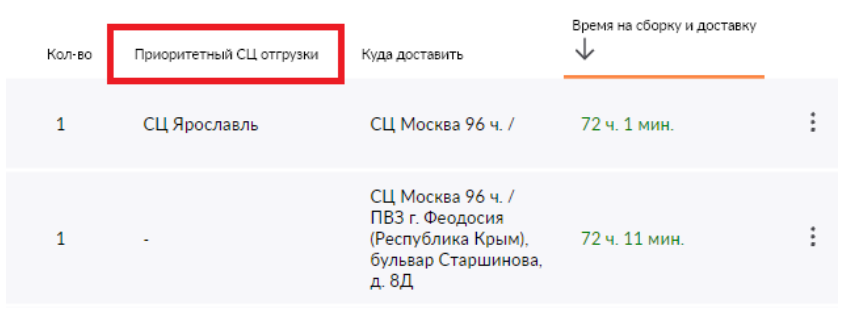 Время на сборку и доставку
Кол-во Приоритетный СЦ отгрузки Куда доставить
1 СЦ Ярославль СЦ Москва 96 ч. / 72 ч. 1 мин.
СЦ Москва 96 ч. /
ПВЗ г. Феодосия
1 - (Республика Крым), 72 ч. 11 мин.
бульвар Старшинова,
д. 8Д